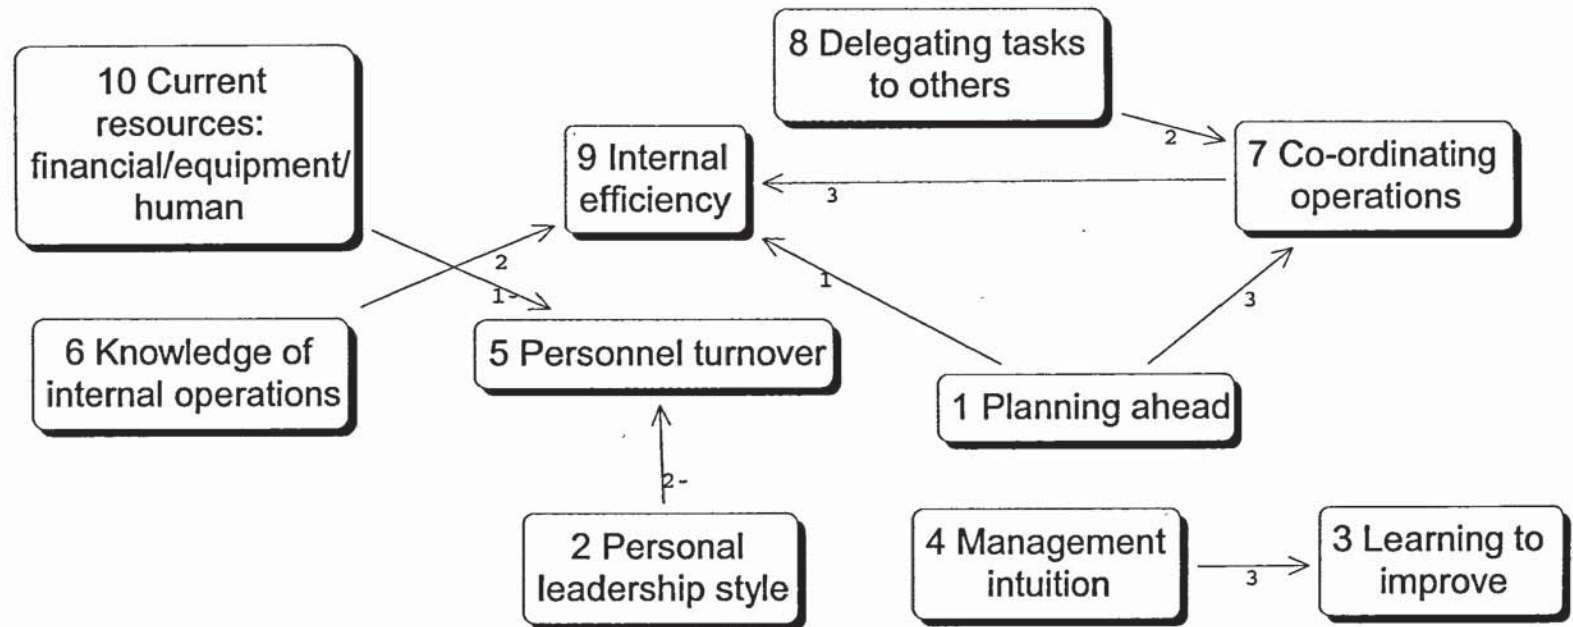 8 Delegating tasks
to others
10 Current
resources:
financial/equipment/
human
9 Internal
efficiency
7 Co-ordinating
operations
2
3
2
1-
1
3
6 Knowledge of
internal operations
5 Personnel turnover
1 Planning ahead
2-
2 Personal
leadership style
4 Management
intuition
3
3 Learning to
improve